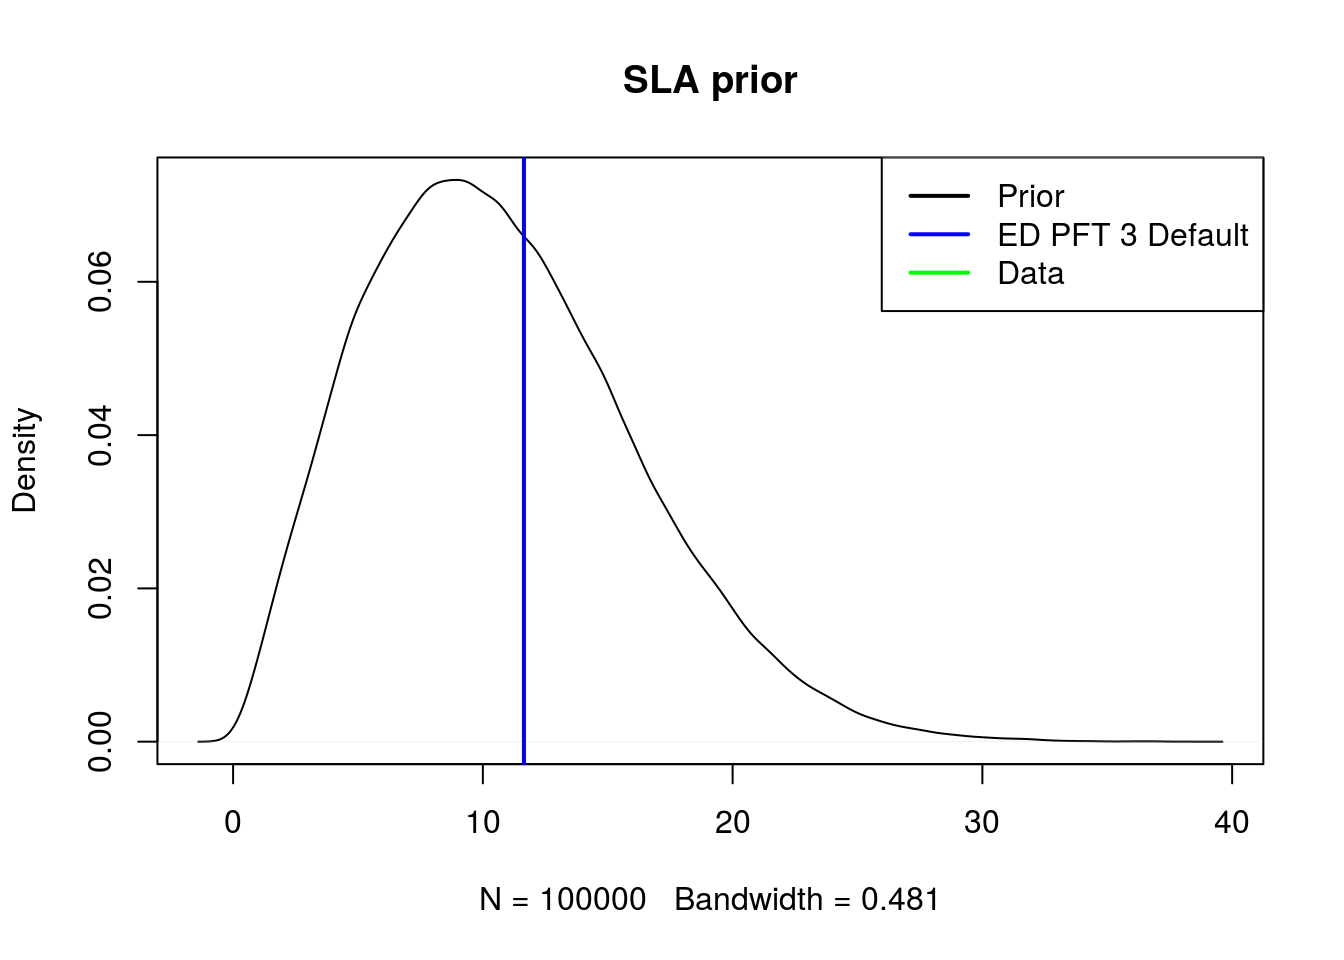 SLA prior
Prior
ED PFT 3 Default
Data
Density
0.00
0.02
0.04
0.06
0
10
20
30
40
N = 100000   Bandwidth = 0.481